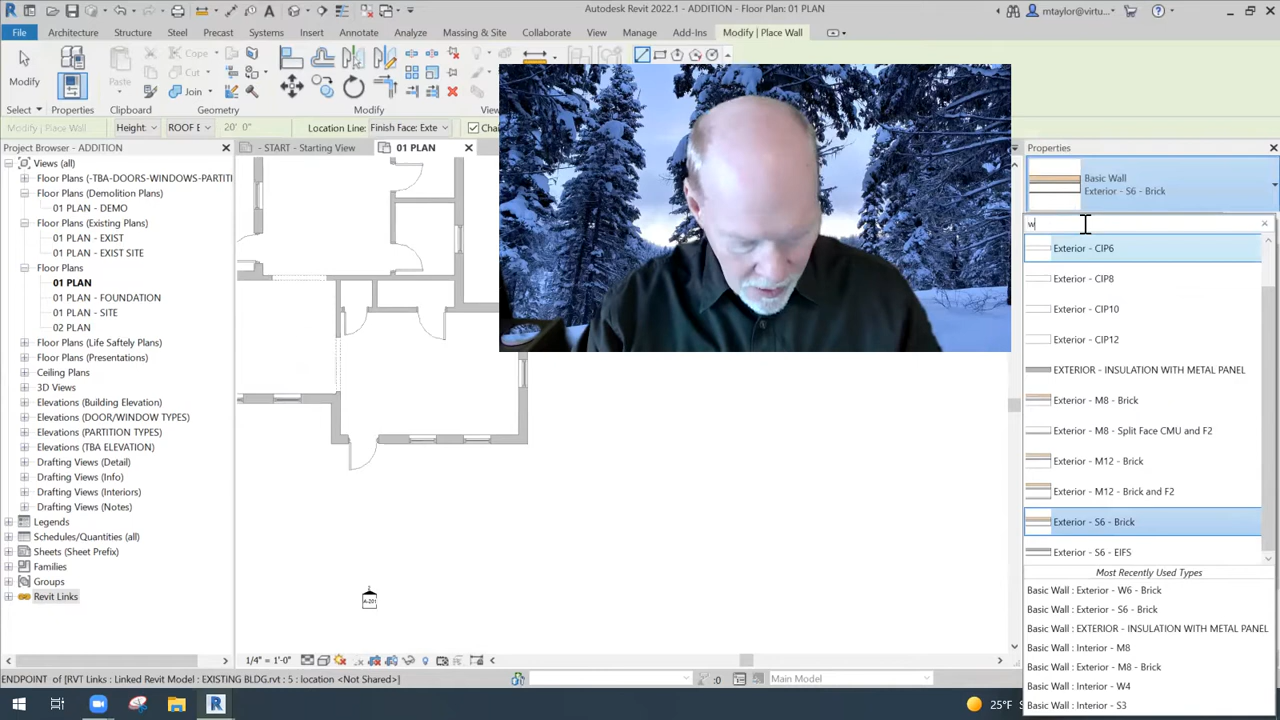 Autodesk Revit 2022.1 - ADDITION - Floor Plan: 01 PLAN
mtaylor@virtu...
File Architecture Structure Steel Precast Systems Insert Annotate Analyze Massing & Site Collaborate View Manage Add-Ins Modify | Place Wall
Modify
Paste
Cope
Cut
Join
Select Properties Clipboard Geometry Modify
Modify | Place Wall Height: ROOF E 20' 0" Location Line: Finish Face: Exte
Project Browser - ADDITION
- START - Starting View
01 PLAN
Properties
Views (all)
Floor Plans (-TBA-DOORS-WINDOWS-PARTITI
Floor Plans (Demolition Plans)
01 PLAN - DEMO
Floor Plans (Existing Plans)
01 PLAN - EXIST
01 PLAN - EXIST SITE
Floor Plans
01 PLAN
01 PLAN - FOUNDATION
01 PLAN - SITE
02 PLAN
Floor Plans (Life Saftely Plans)
Floor Plans (Presentations)
Ceiling Plans
3D Views
Elevations (Building Elevation)
Elevations (DOOR/WINDOW TYPES)
Elevations (PARTITION TYPES)
Elevations (TBA ELEVATION)
Drafting Views (Detail)
Drafting Views (Info)
Drafting Views (Interiors)
Drafting Views (Notes)
Legends
Schedules/Quantities (all)
Sheets (Sheet Prefix)
Families
Groups
Revit Links
A-201
Basic Wall
Exterior - S6 - Brick
w
Exterior - CIP6
Exterior - CIP8
Exterior - CIP10
Exterior - CIP12
EXTERIOR - INSULATION WITH METAL PANEL
Exterior - M8 - Brick
Exterior - M8 - Split Face CMU and F2
Exterior - M12 - Brick
Exterior - M12 - Brick and F2
Exterior - S6 - Brick
Exterior - S6 - EIFS
Most Recently Used Types
Basic Wall : Exterior - W6 - Brick
Basic Wall : Exterior - S6 - Brick
Basic Wall : EXTERIOR - INSULATION WITH METAL PANEL
Basic Wall : Interior - M8
Basic Wall : Exterior - M8 - Brick
Basic Wall : Interior - W4
Basic Wall : Interior - S3
1/4" = 1'-0"
ENDPOINT of [RVT Links : Linked Revit Model : EXISTING BLDG.rvt : 5 : location <Not Shared>]
:0
Main Model
25°F